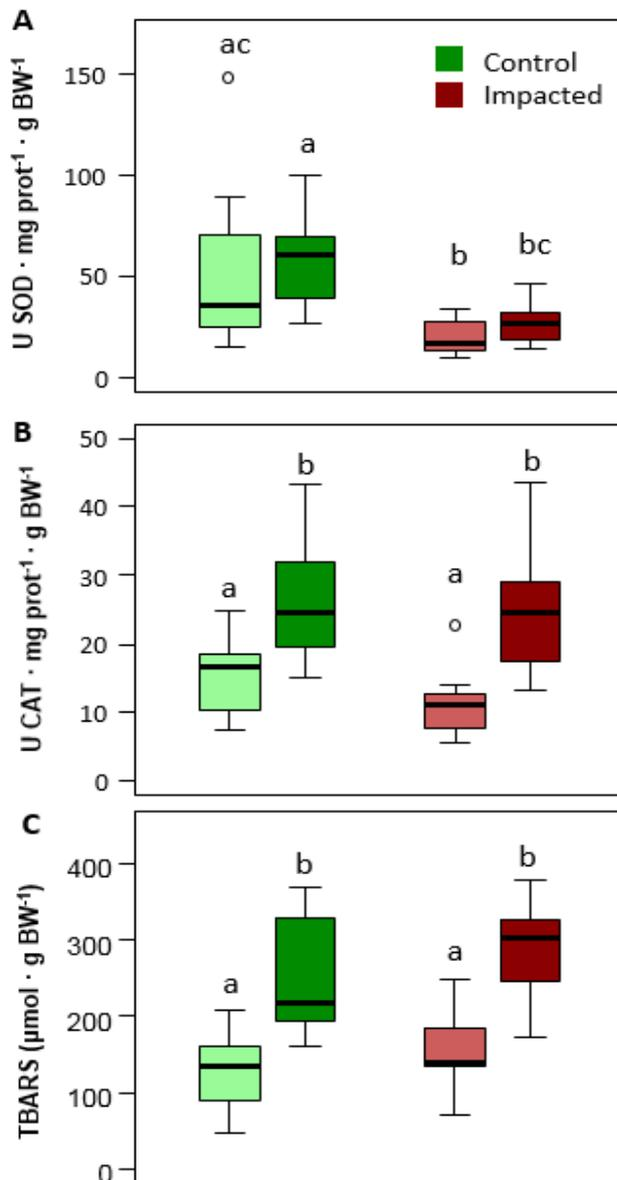 A
U SOD · mg prot⁻¹ · g BW⁻¹
150
100
50
0
ac
a
b
bc
Control
Impacted
B
U CAT · mg prot⁻¹ · g BW⁻¹
50
40
30
20
10
0
a
b
a
b
C
TBARS (µmol · g BW⁻¹)
400
300
200
100
0
a
b
a
b